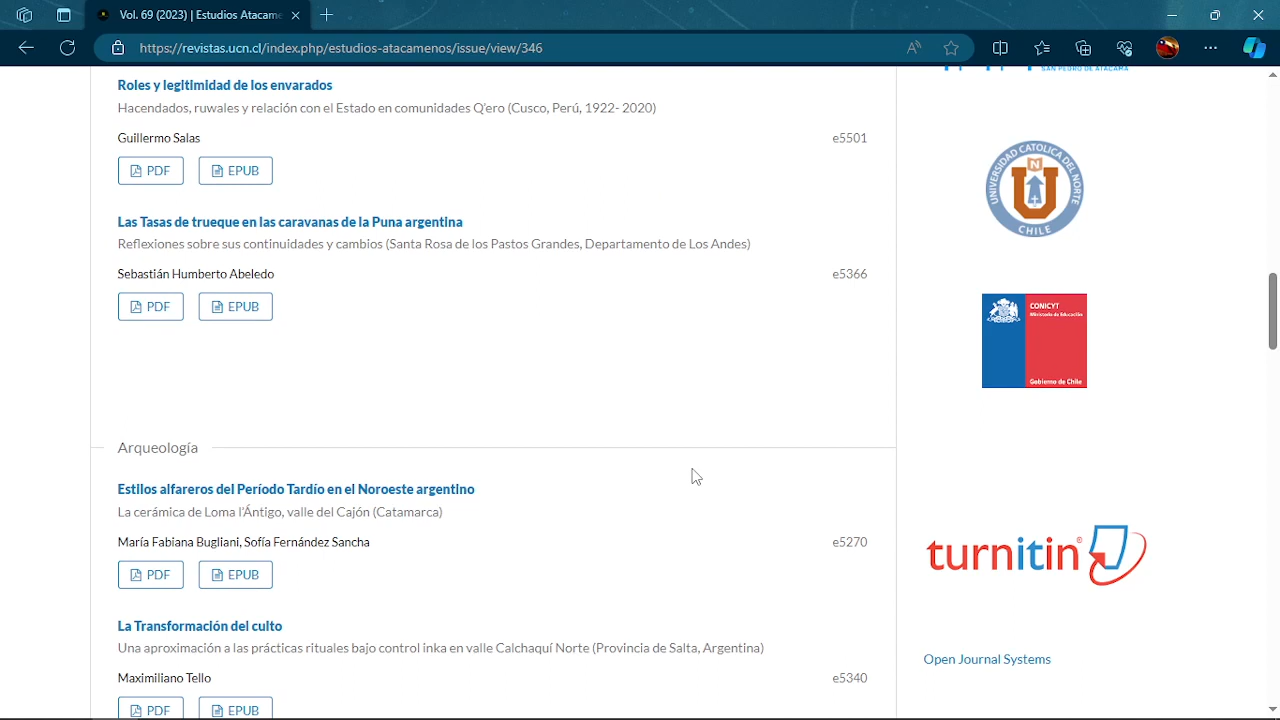 Vol. 69 (2023) | Estudios Atacame
https://revistas.ucn.cl/index.php/estudios-atacamenos/issue/view/346
SAN PEDRO DE ATACAMA
Roles y legitimidad de los envarados
Hacendados, ruwales y relación con el Estado en comunidades Q'ero (Cusco, Perú, 1922- 2020)
Guillermo Salas
e5501
PDF
EPUB
Las Tasas de trueque en las caravanas de la Puna argentina
Reflexiones sobre sus continuidades y cambios (Santa Rosa de los Pastos Grandes, Departamento de Los Andes)
Sebastián Humberto Abeledo
e5366
PDF
EPUB
Arqueología
Estilos alfareros del Período Tardío en el Noroeste argentino
La cerámica de Loma l'Ántigo, valle del Cajón (Catamarca)
María Fabiana Bugliani, Sofía Fernández Sancha
e5270
PDF
EPUB
La Transformación del culto
Una aproximación a las prácticas rituales bajo control inka en valle Calchaquí Norte (Provincia de Salta, Argentina)
Maximiliano Tello
e5340
PDF
EPUB
UNIVERSIDAD CATOLICA DEL NORTE
N
U
CHILE
CONICYT
Ministerio de Educación
Gobierno de Chile
turnitin
Open Journal Systems